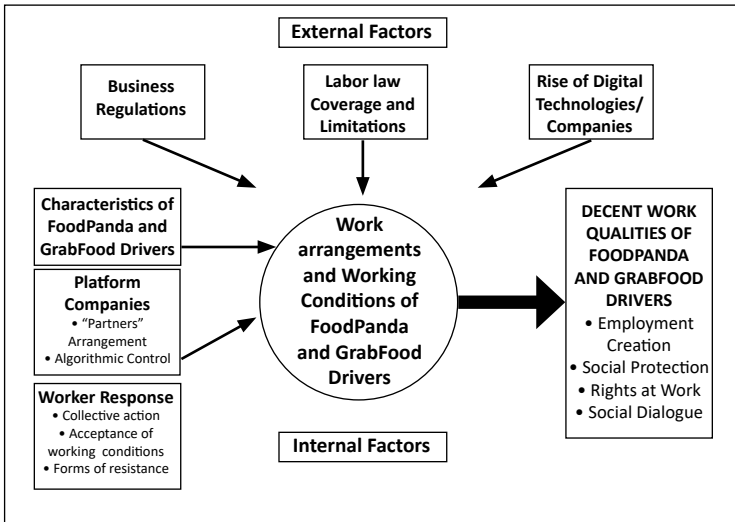 External Factors
Business
Regulations
Labor law
Coverage and
Limitations
Rise of Digital
Technologies/
Companies
Characteristics of
FoodPanda and
GrabFood Drivers
Platform
Companies
• “Partners”
Arrangement
• Algorithmic Control
Worker Response
• Collective action
• Acceptance of
working conditions
• Forms of resistance
Work
arrangements
and Working
Conditions of
FoodPanda
and GrabFood
Drivers
DECENT WORK
QUALITIES OF
FOODPANDA
AND GRABFOOD
DRIVERS
• Employment
Creation
• Social Protection
• Rights at Work
• Social Dialogue
Internal Factors